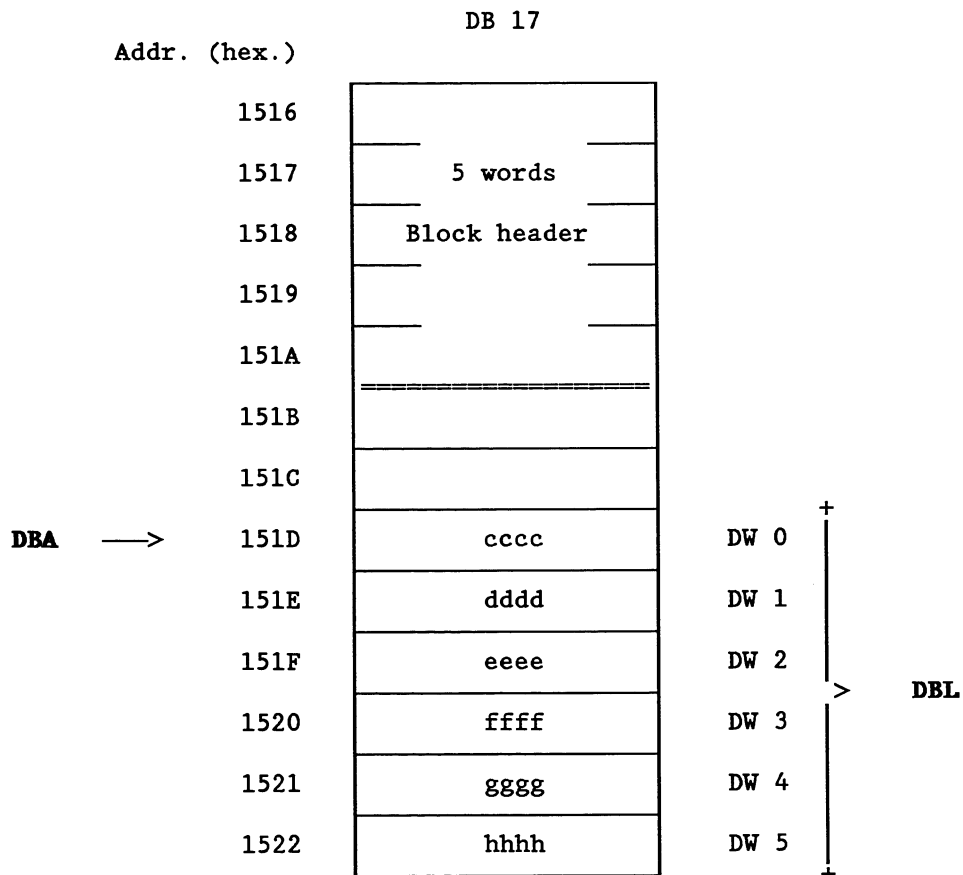 DB 17
Addr. (hex.)
1516
1517 5 words
1518 Block header
1519
151A
151B
151C
DBA ——> 151D cccc DW 0
151E dddd DW 1
151F eeee DW 2
> DBL
1520 ffff DW 3
1521 gggg DW 4
1522 hhhh DW 5